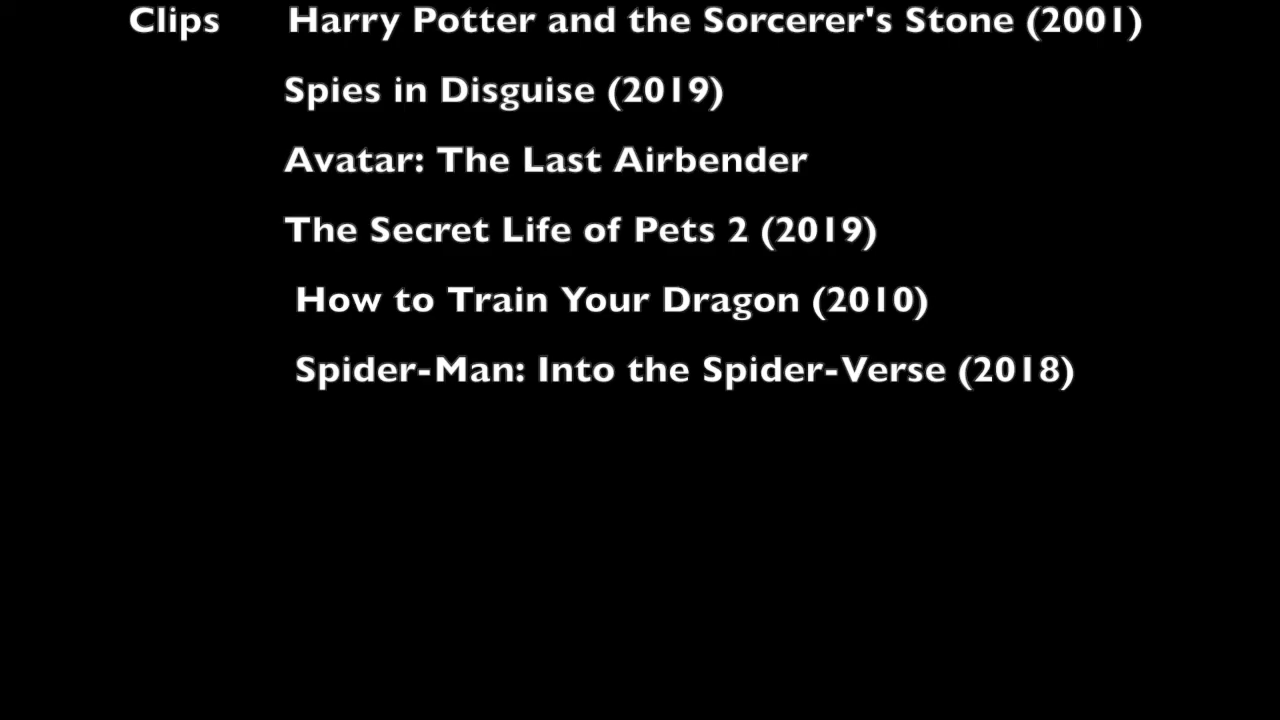 Clips Harry Potter and the Sorcerer's Stone (2001)
Spies in Disguise (2019)
Avatar: The Last Airbender
The Secret Life of Pets 2 (2019)
How to Train Your Dragon (2010)
Spider-Man: Into the Spider-Verse (2018)